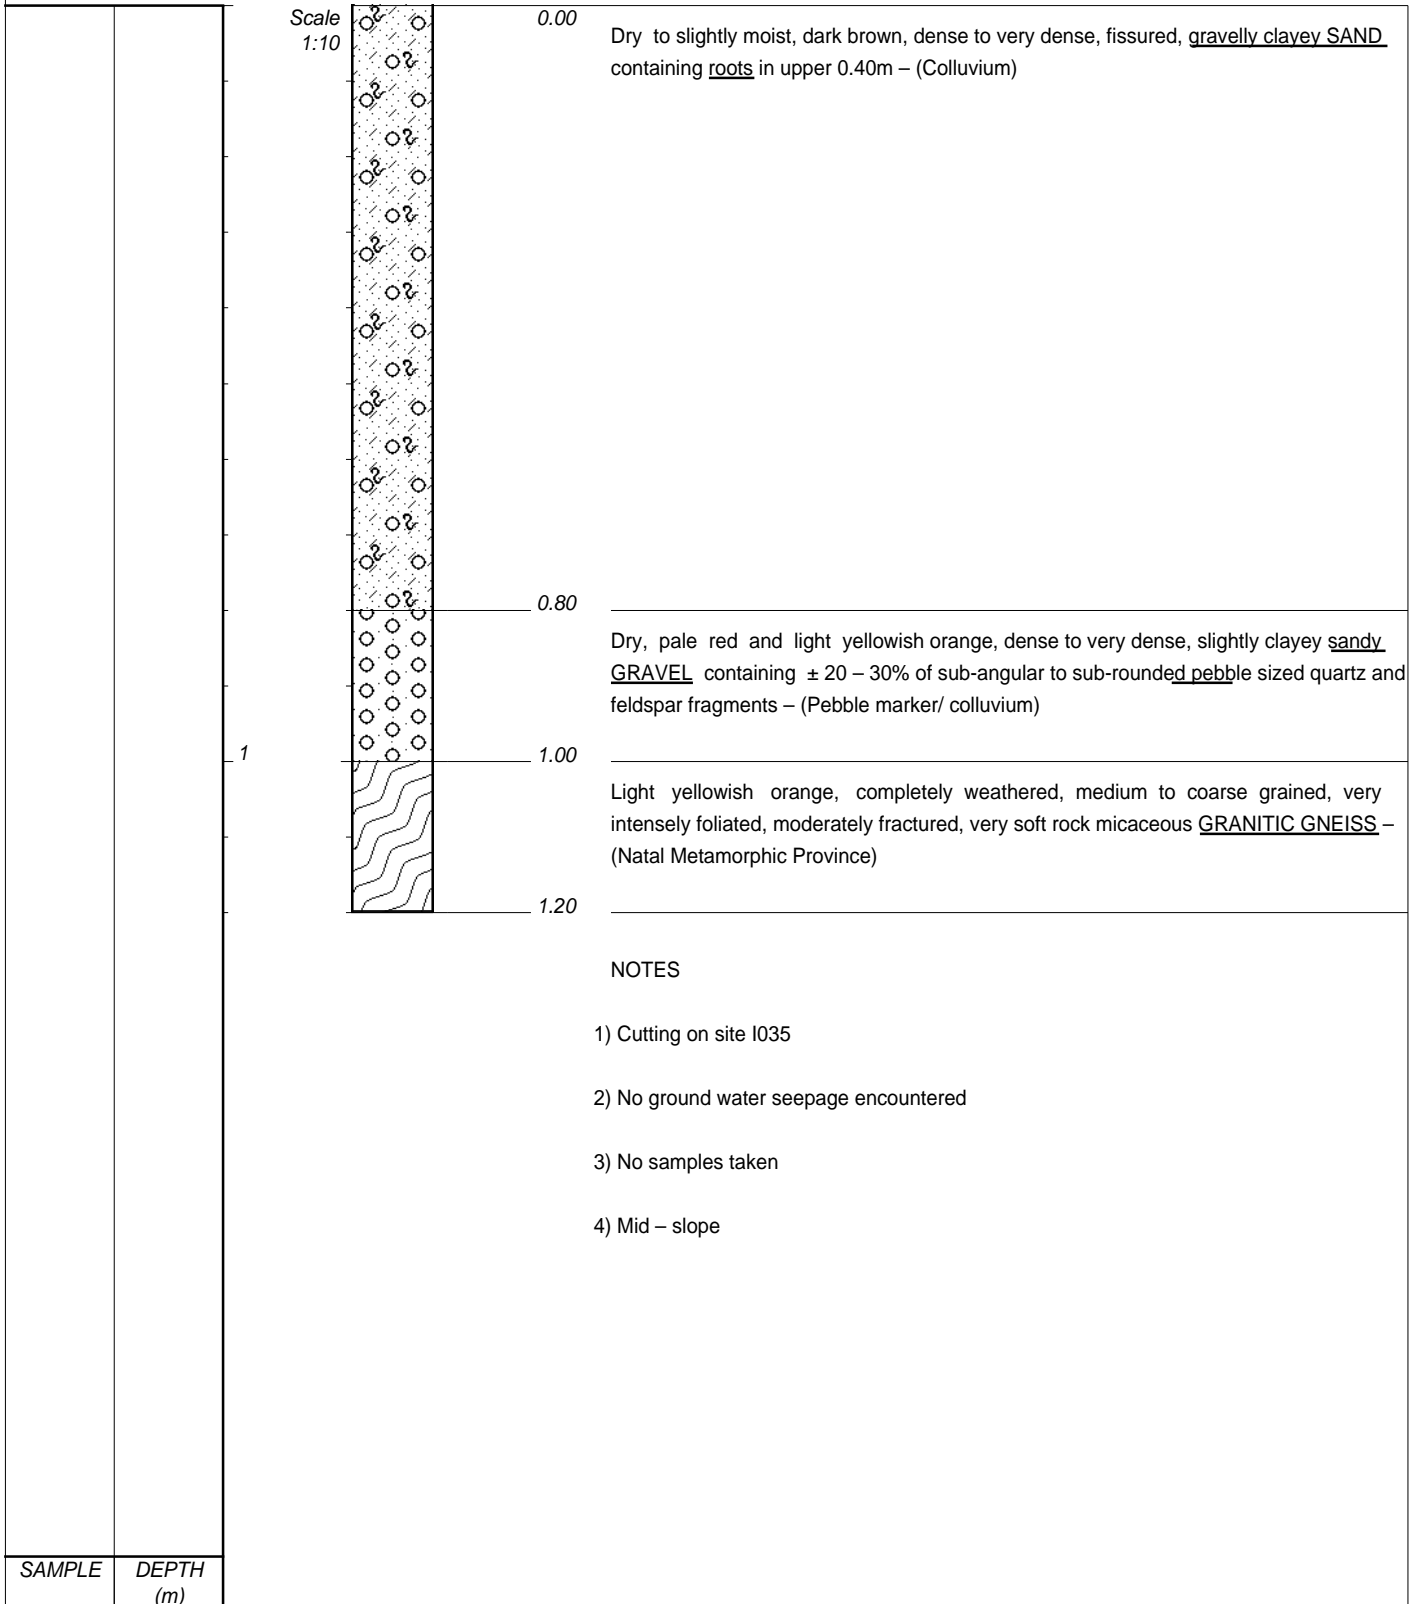 Scale
1:10
0.00
Dry to slightly moist, dark brown, dense to very dense, fissured, gravelly clayey SAND
containing roots in upper 0.40m – (Colluvium)
0.80
Dry, pale red and light yellowish orange, dense to very dense, slightly clayey sandy
GRAVEL containing ± 20 – 30% of sub-angular to sub-rounded pebble sized quartz and
feldspar fragments – (Pebble marker/ colluvium)
1
1.00
Light yellowish orange, completely weathered, medium to coarse grained, very
intensely foliated, moderately fractured, very soft rock micaceous GRANITIC GNEISS –
(Natal Metamorphic Province)
1.20
NOTES
1) Cutting on site I035
2) No ground water seepage encountered
3) No samples taken
4) Mid – slope
SAMPLE
DEPTH
(m)